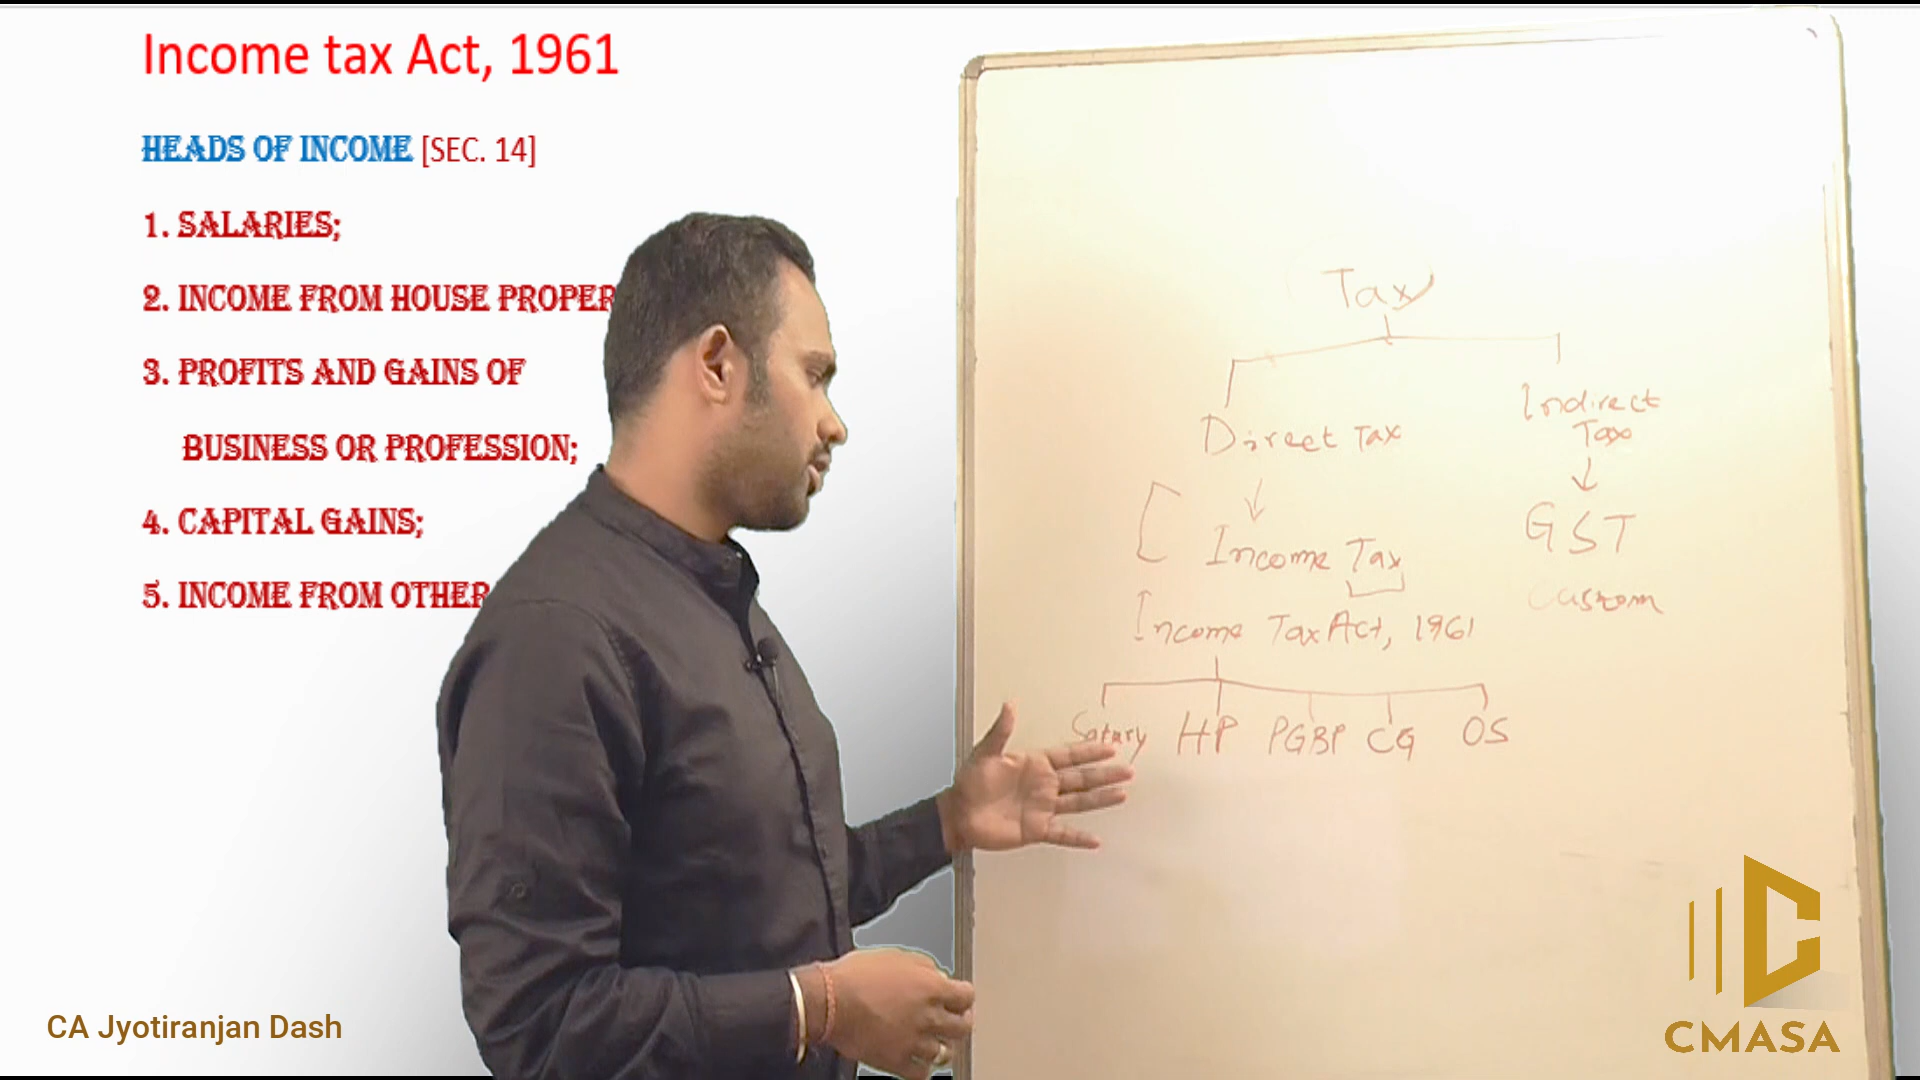 Income tax Act, 1961
HEADS OF INCOME [SEC. 14]
1. SALARIES;
2. INCOME FROM HOUSE PROPER
3. PROFITS AND GAINS OF
BUSINESS OR PROFESSION;
4. CAPITAL GAINS;
5. INCOME FROM OTHER
Tax
Direct Tax
Indirect
Tax
Income Tax
GST
Custom
Income Tax Act, 1961
Salary HP PGBP CG OS
CA Jyotiranjan Dash
CMASA